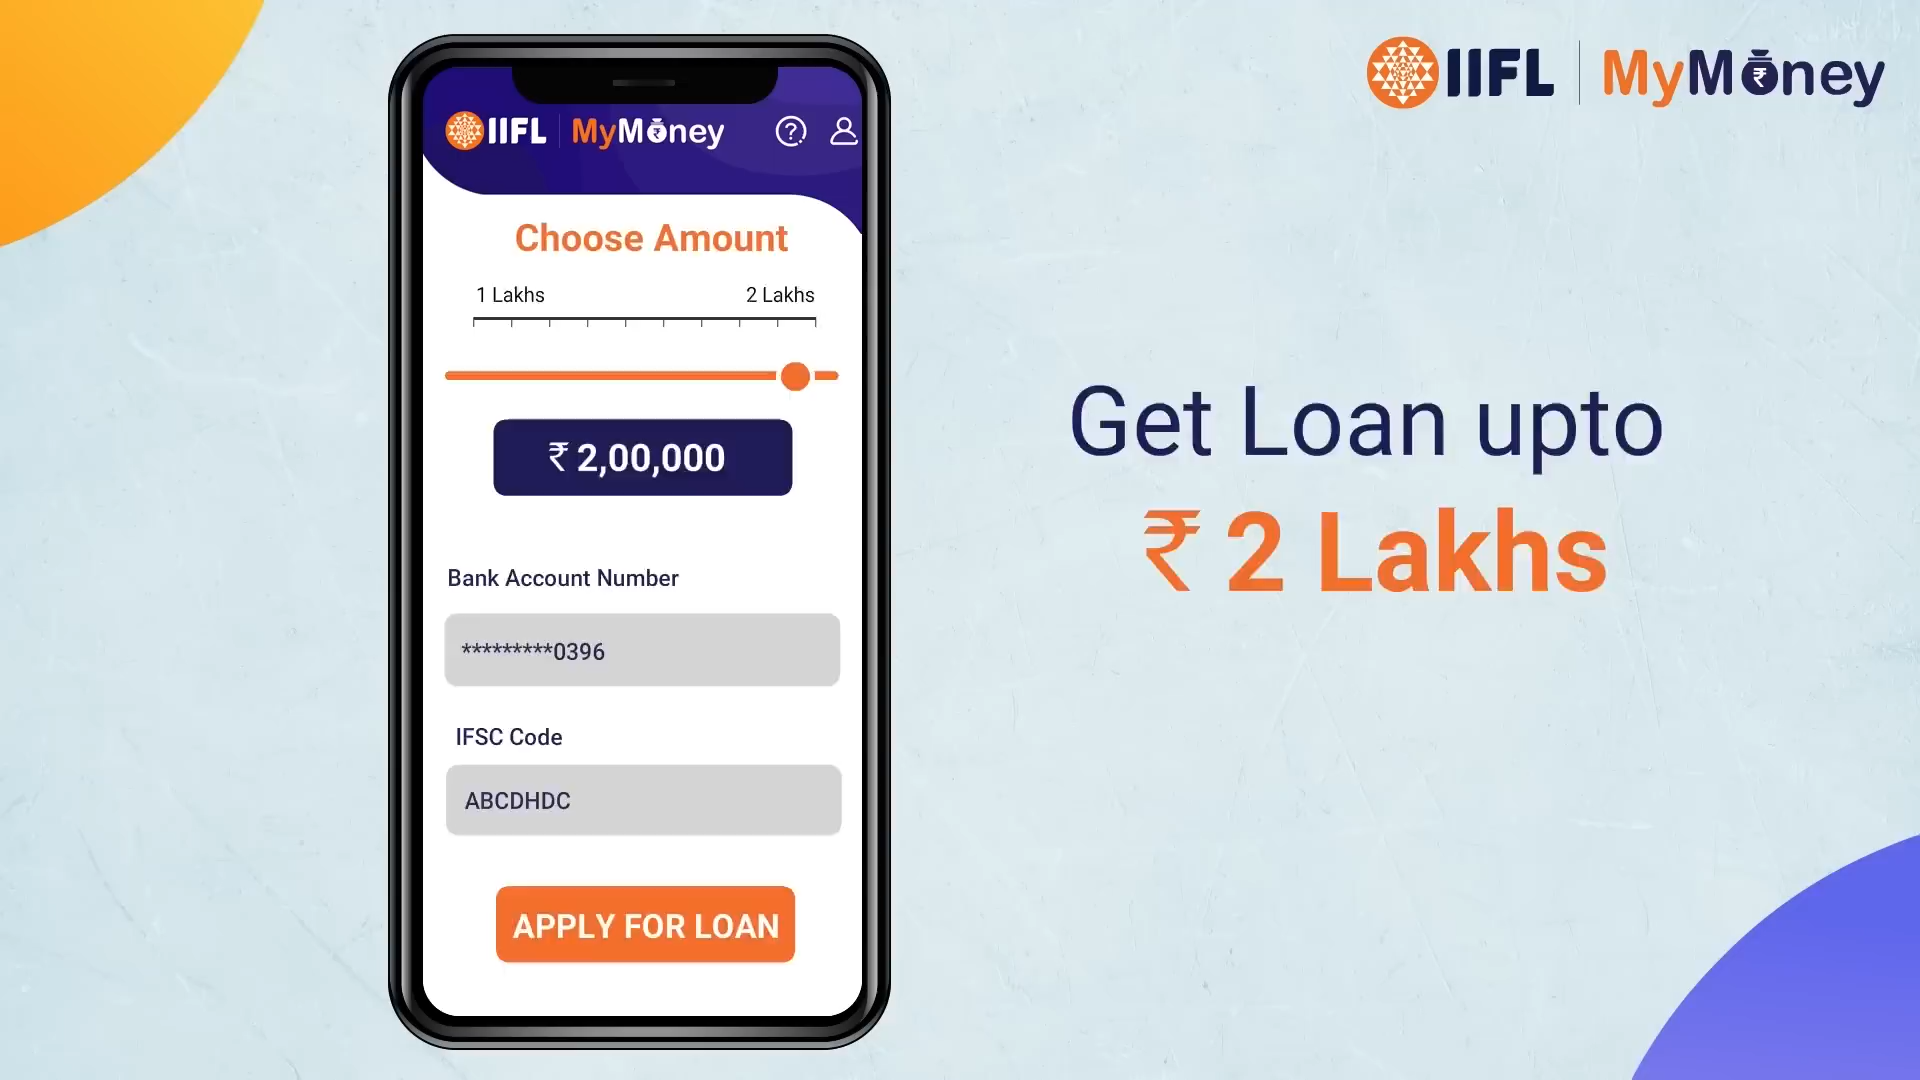 IIFL MyMoney
IIFL MyMoney
Choose Amount
1 Lakhs 2 Lakhs
₹ 2,00,000
Bank Account Number
*********0396
IFSC Code
ABCDHDC
APPLY FOR LOAN
Get Loan upto
₹ 2 Lakhs